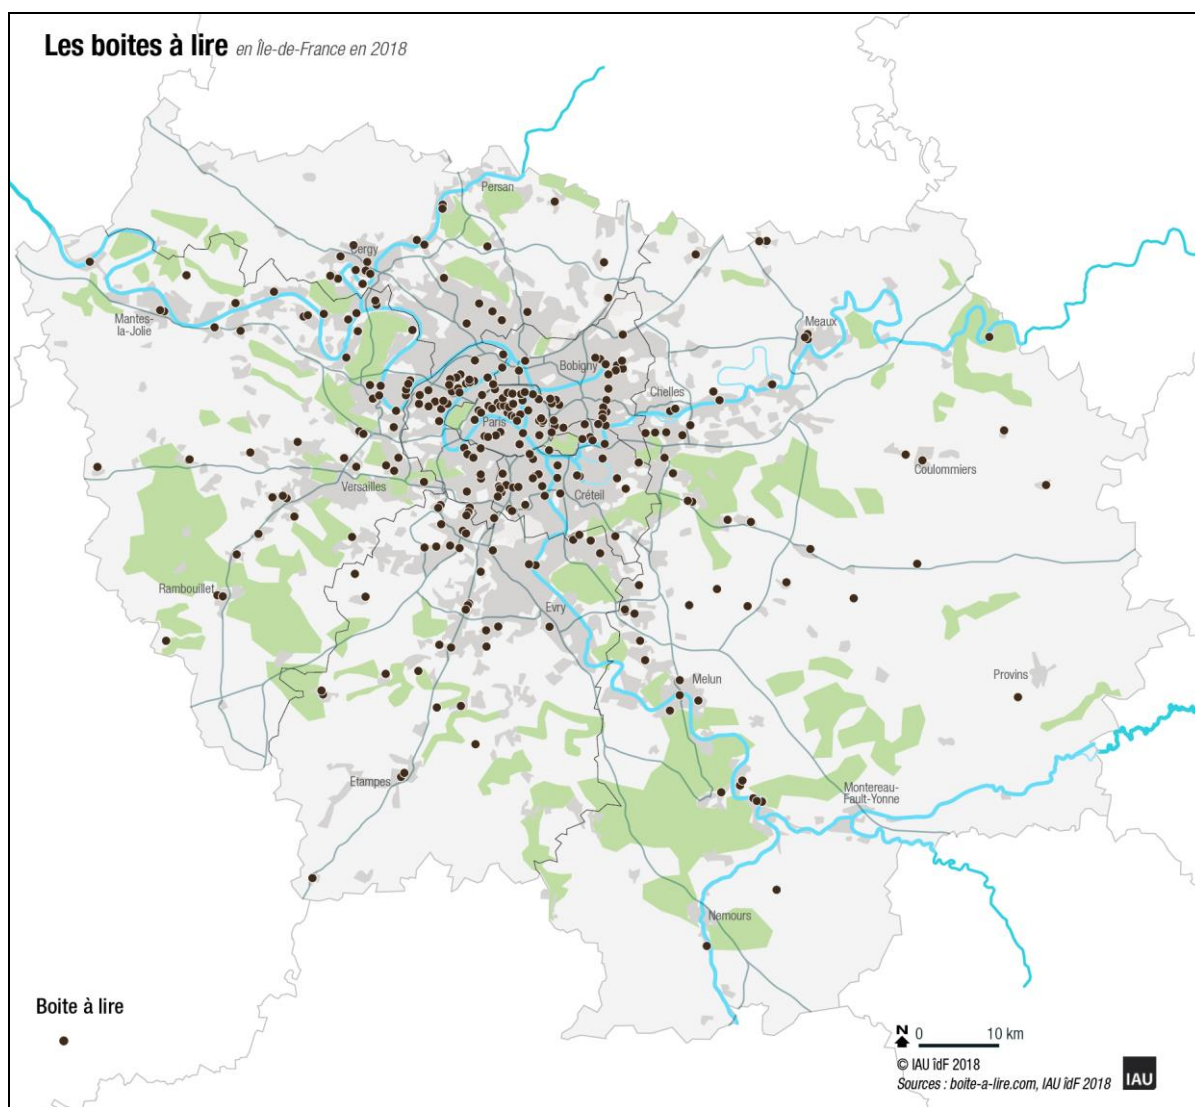 Les boites à lire en Île-de-France en 2018
Persan
Cergy
Mantes-
la-Jolie
Meaux
Bobigny
Chelles
Paris
Coulommiers
Versailles
Créteil
Rambouillet
Evry
Melun
Provins
Etampes
Montereau-
Fault-Yonne
Nemours
Boite à lire
N 0 10 km
© IAU îdF 2018
Sources : boite-a-lire.com, IAU îdF 2018
IAU